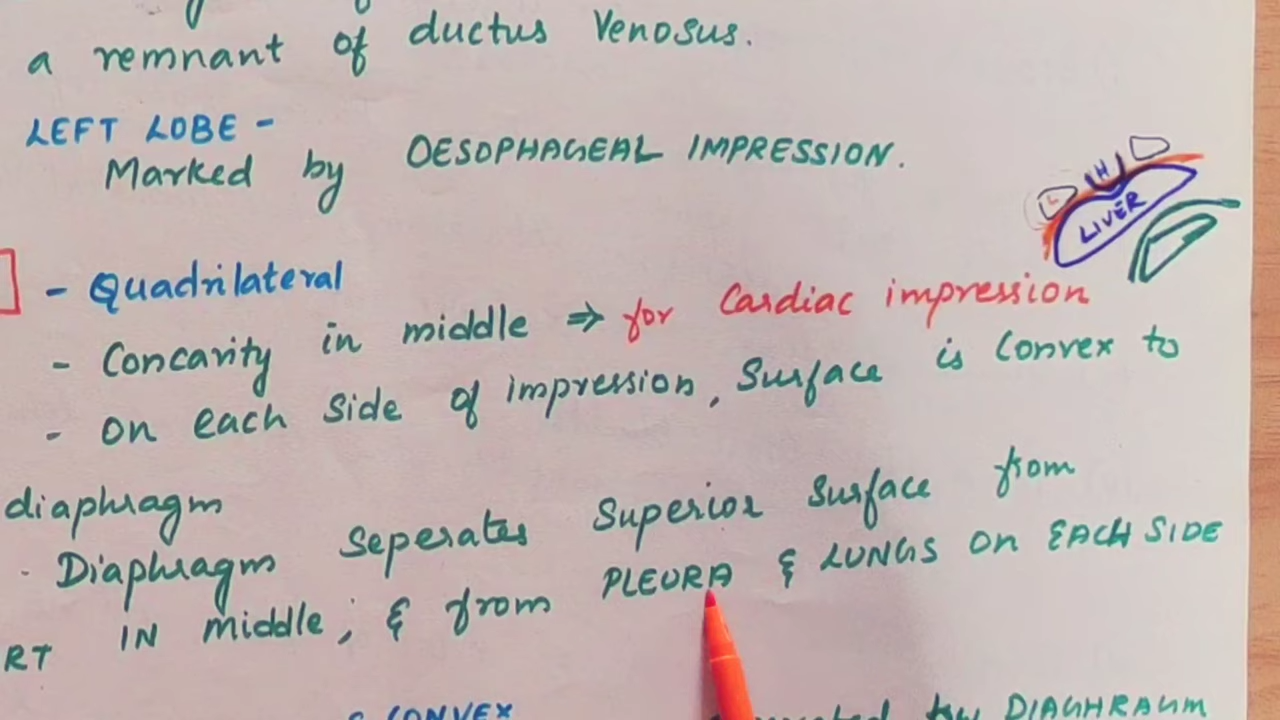 a remnant of ductus Venosus.
LEFT LOBE -
Marked by OESOPHAGEAL IMPRESSION.
H
L
LIVER
- Quadrilateral
- Concavity in middle ⇒ for Cardiac impression
- on each side of impression, Surface is Convex to
diaphragm
- Diaphragm seperates Superior Surface from
RT IN middle; & from PLEURA & LUNGS ON EACH SIDE
CONVEX
by DIAGHRAGM